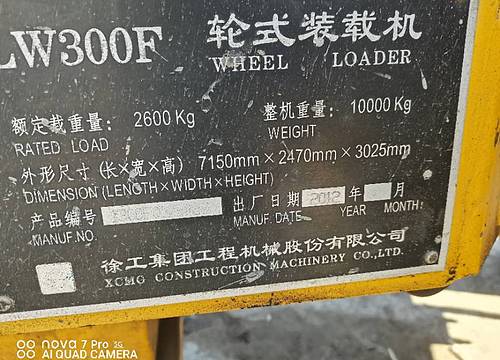 LW300F 轮式装载机
WHEEL LOADER
额定载重量: 2600Kg 整机重量: 10000Kg
RATED LOAD WEIGHT
外形尺寸(长×宽×高) 7150mm×2470mm×3025mm
DIMENSION(LENGTH×WIDTH×HEIGHT)
产品编号 出厂日期 2012 年 月
MANUF.NO. MANUF.DATE YEAR MONTH
徐工集团工程机械股份有限公司
XCMG CONSTRUCTION MACHINERY CO.,LTD.
nova 7 Pro 5G
AI QUAD CAMERA